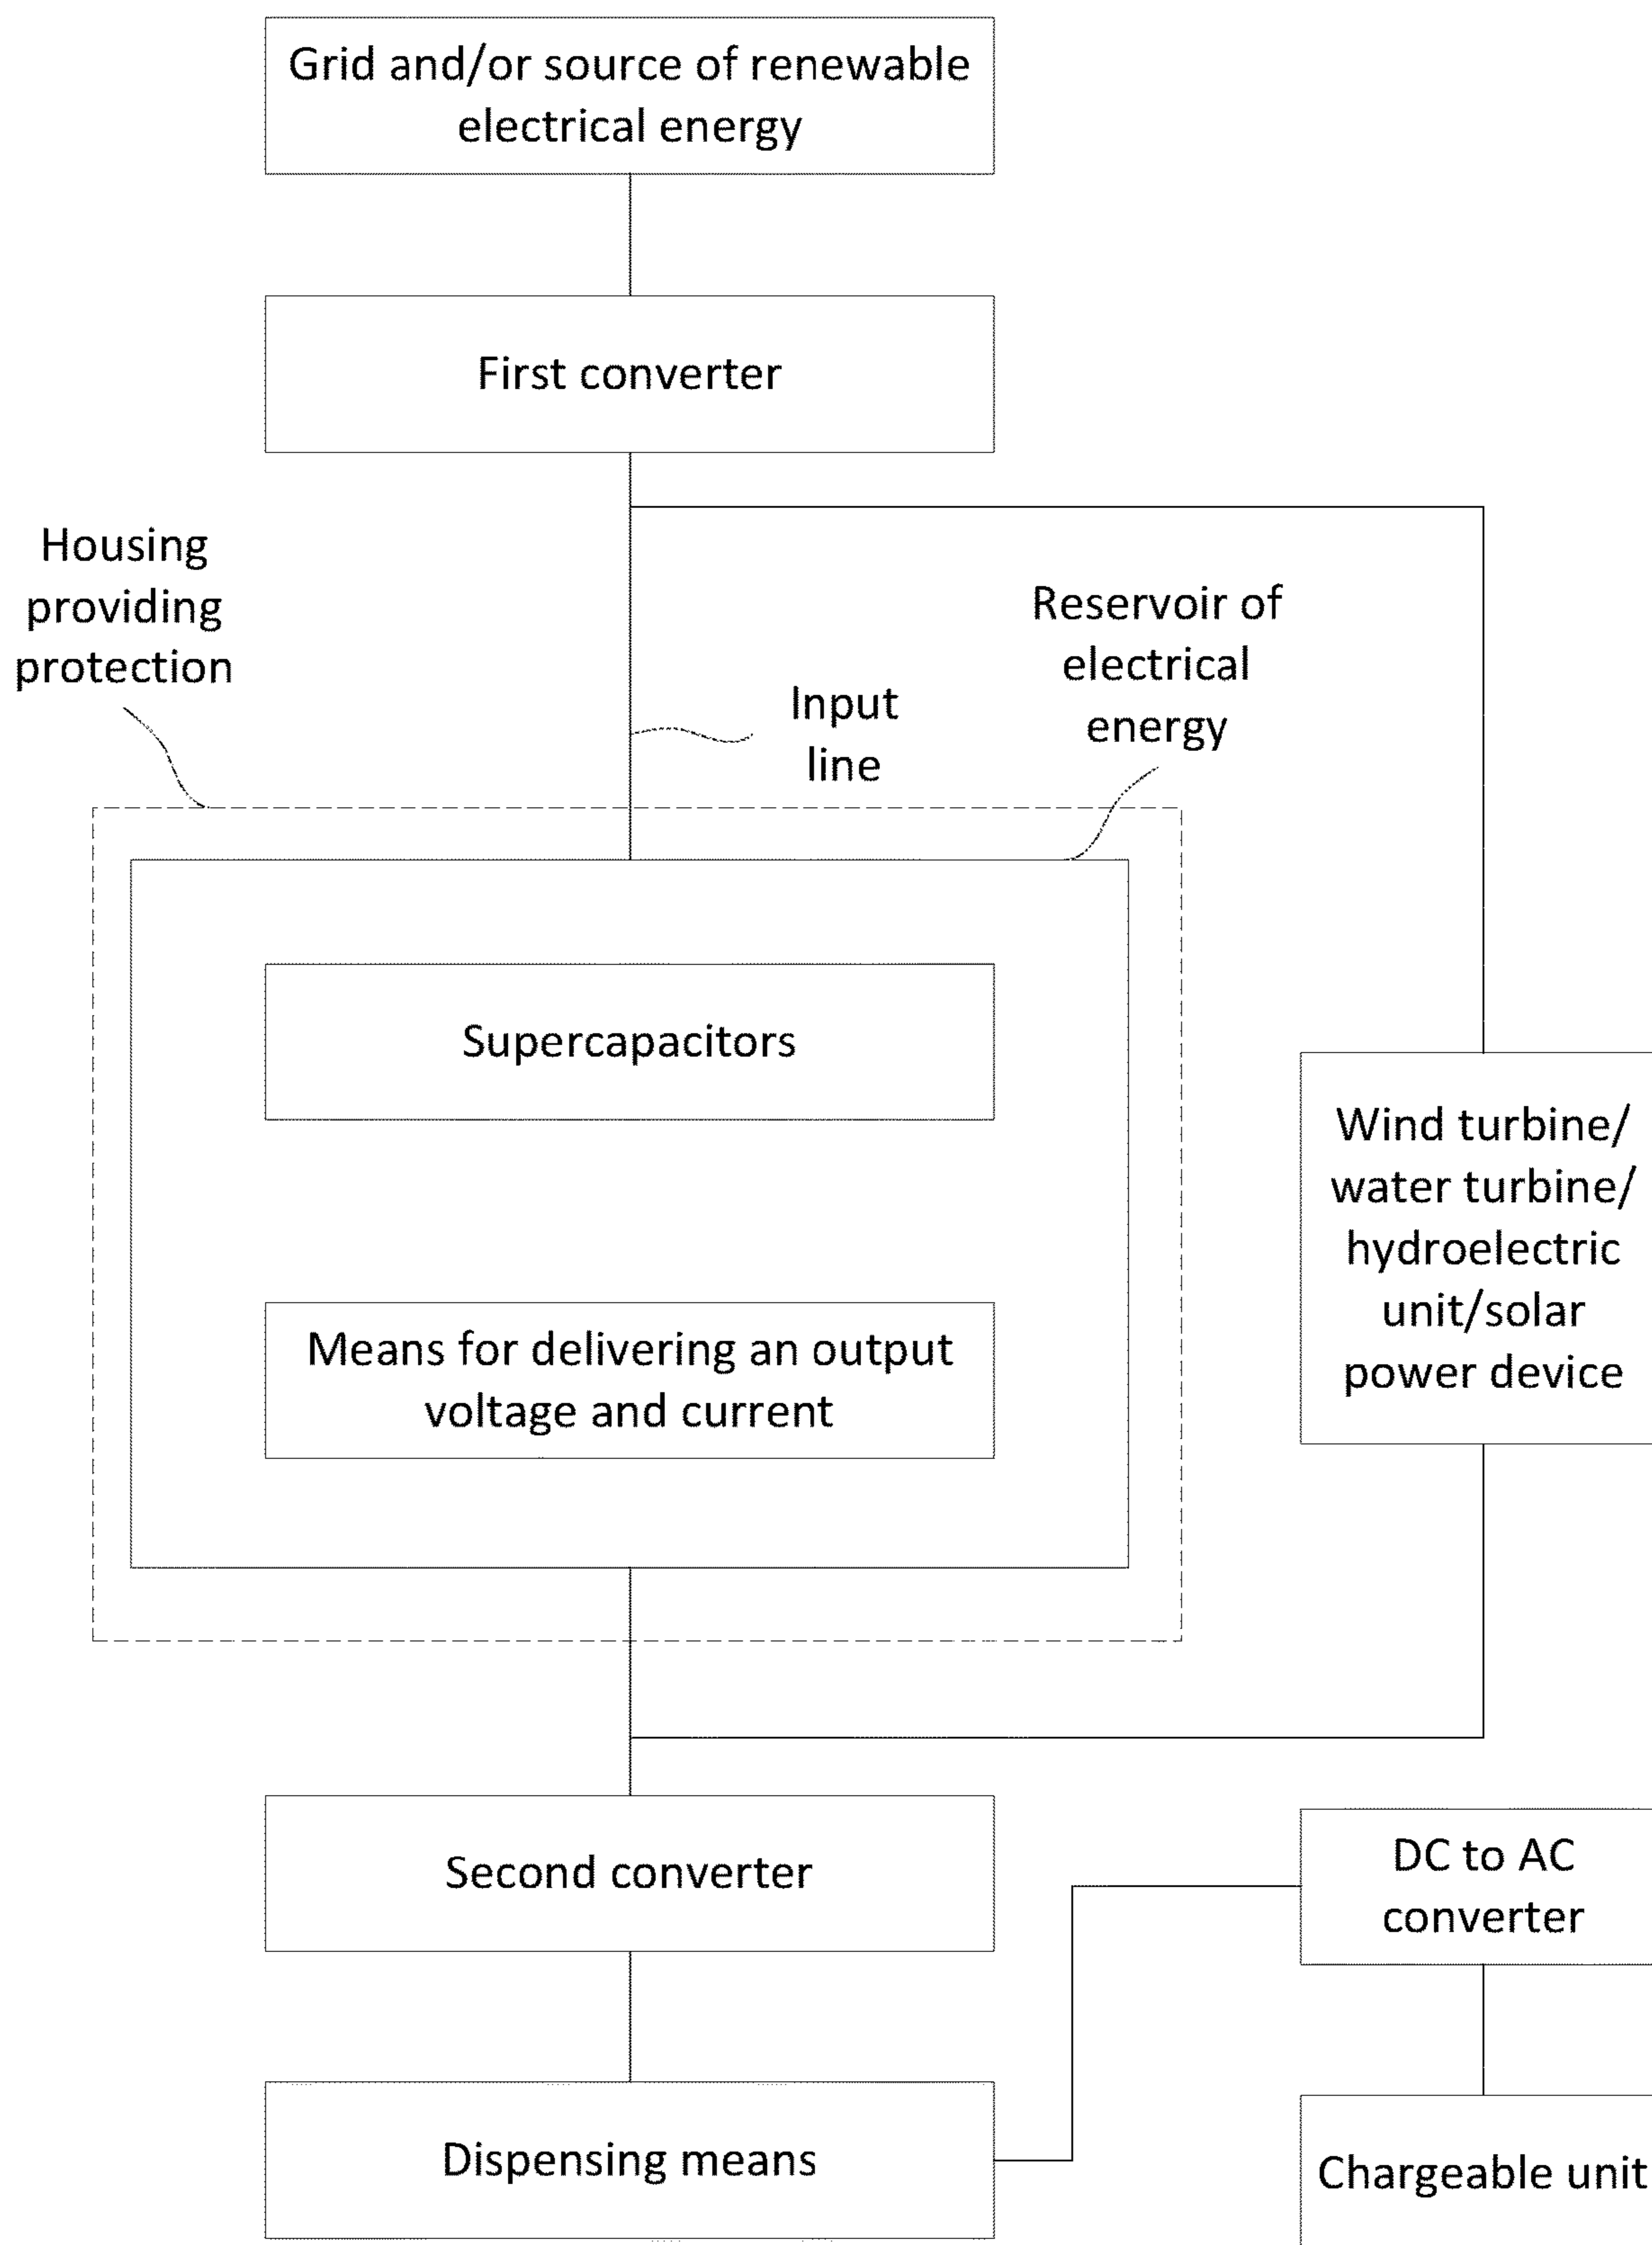 Grid and/or source of renewable
electrical energy
First converter
Housing
providing
protection
Reservoir of
electrical
energy
Input
line
Supercapacitors
Means for delivering an output
voltage and current
Wind turbine/
water turbine/
hydroelectric
unit/solar
power device
Second converter
DC to AC
converter
Dispensing means
Chargeable unit